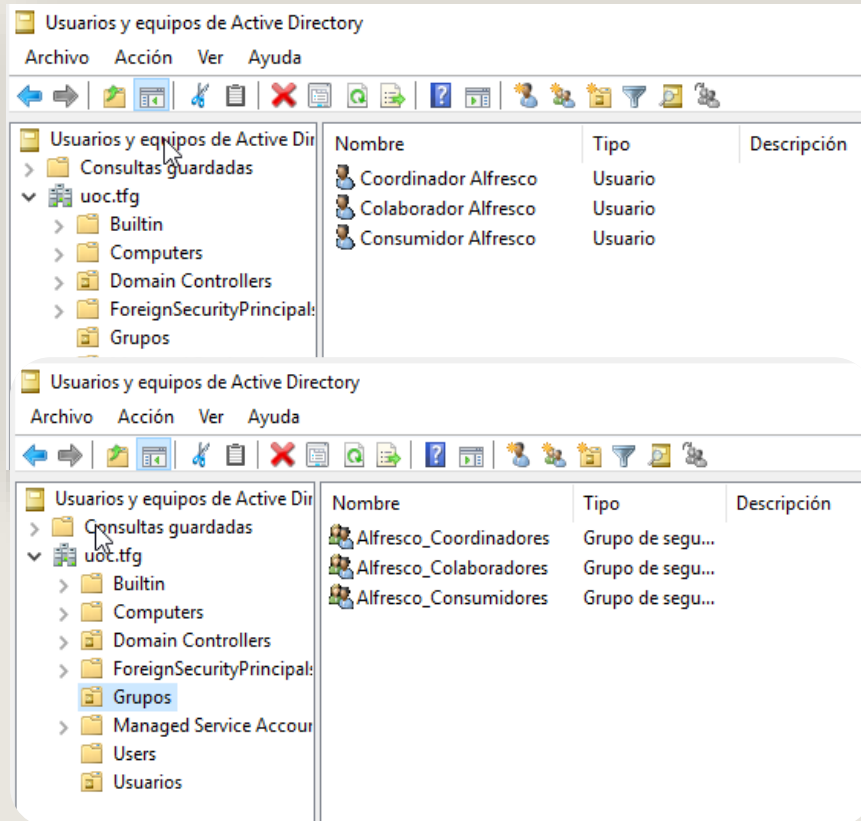 Usuarios y equipos de Active Directory
Archivo Acción Ver Ayuda
Usuarios y equipos de Active Dir
Consultas guardadas
uoc.tfg
Builtin
Computers
Domain Controllers
ForeignSecurityPrincipals
Grupos
Nombre Tipo Descripción
Coordinador Alfresco Usuario
Colaborador Alfresco Usuario
Consumidor Alfresco Usuario
Usuarios y equipos de Active Directory
Archivo Acción Ver Ayuda
Usuarios y equipos de Active Dir
Consultas guardadas
uoc.tfg
Builtin
Computers
Domain Controllers
ForeignSecurityPrincipals
Grupos
Managed Service Accoun
Users
Usuarios
Nombre Tipo Descripción
Alfresco_Coordinadores Grupo de segu...
Alfresco_Colaboradores Grupo de segu...
Alfresco_Consumidores Grupo de segu...